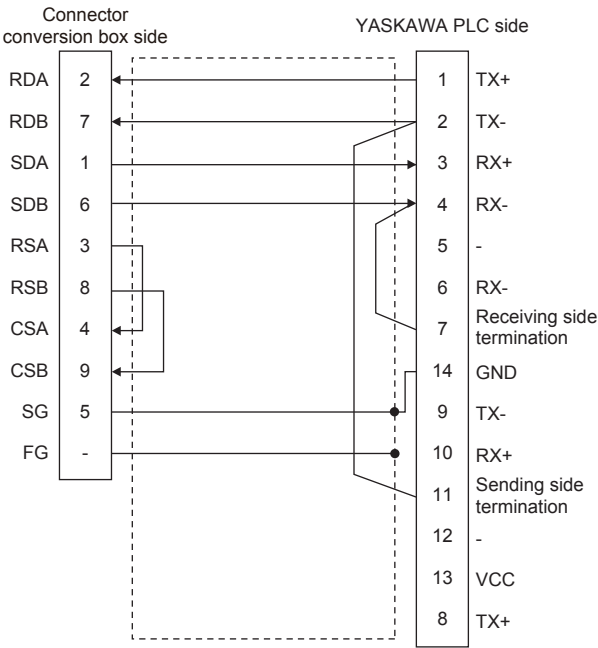 Connector
conversion box side
YASKAWA PLC side
RDA 2 1 TX+
RDB 7 2 TX-
SDA 1 3 RX+
SDB 6 4 RX-
RSA 3 5 -
RSB 8 6 RX-
CSA 4 7 Receiving side
termination
CSB 9 14 GND
SG 5 9 TX-
FG - 10 RX+
11 Sending side
termination
12 -
13 VCC
8 TX+